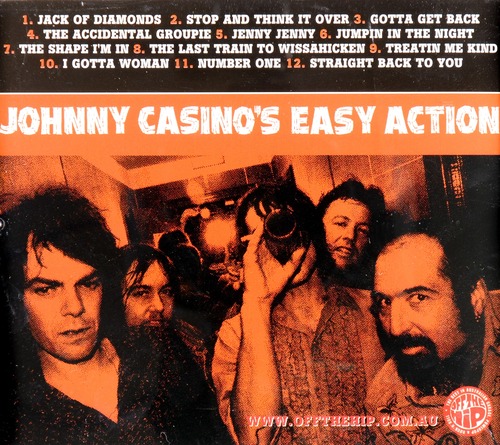 1. JACK OF DIAMONDS 2. STOP AND THINK IT OVER 3. GOTTA GET BACK
4. THE ACCIDENTAL GROUPIE 5. JENNY JENNY 6. JUMPIN IN THE NIGHT
7. THE SHAPE I'M IN 8. THE LAST TRAIN TO WISSAHICKEN 9. TREATIN ME KIND
10. I GOTTA WOMAN 11. NUMBER ONE 12. STRAIGHT BACK TO YOU
JOHNNY CASINO'S EASY ACTION
WWW.OFFTHEHIP.COM.AU
OFF THE
HIP